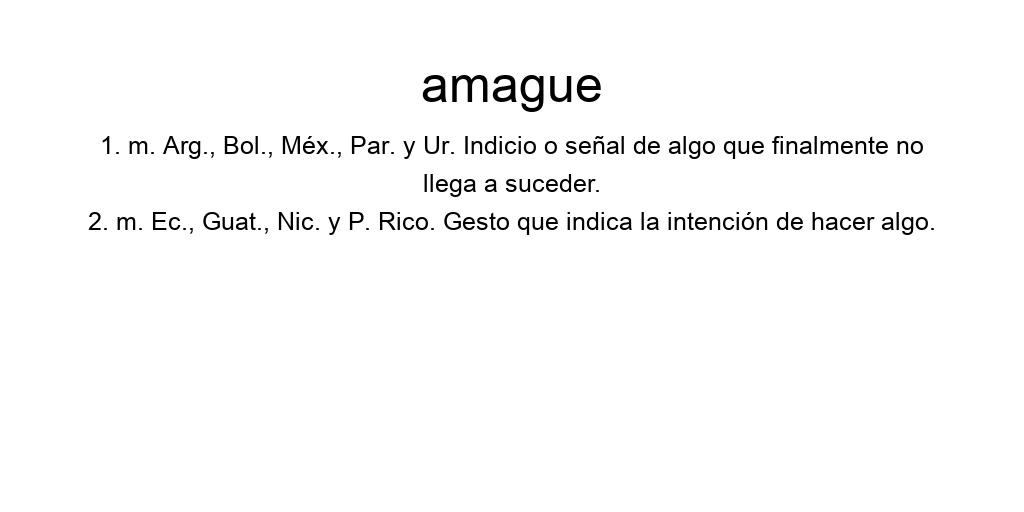 amague
1. m. Arg., Bol., Méx., Par. y Ur. Indicio o señal de algo que finalmente no
llega a suceder.
2. m. Ec., Guat., Nic. y P. Rico. Gesto que indica la intención de hacer algo.